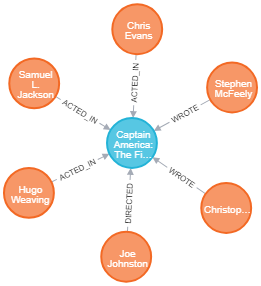 Chris
Evans
Samuel
L.
Jackson
ACTED_IN
ACTED_IN
Stephen
McFeely
WROTE
Captain
America:
The Fi...
ACTED_IN
Hugo
Weaving
WROTE
Christop...
DIRECTED
Joe
Johnston